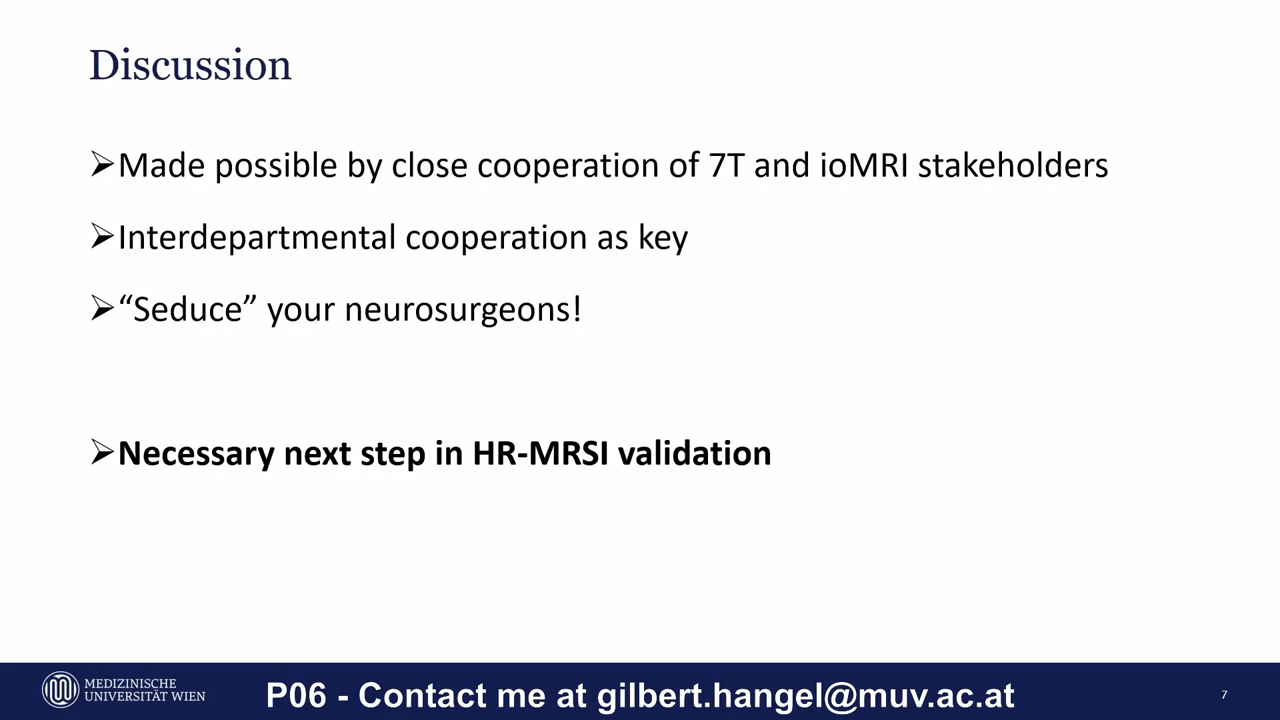 Discussion
➢Made possible by close cooperation of 7T and ioMRI stakeholders
➢Interdepartmental cooperation as key
➢“Seduce” your neurosurgeons!
➢Necessary next step in HR-MRSI validation
MEDIZINISCHE
UNIVERSITÄT WIEN
P06 - Contact me at gilbert.hangel@muv.ac.at
7